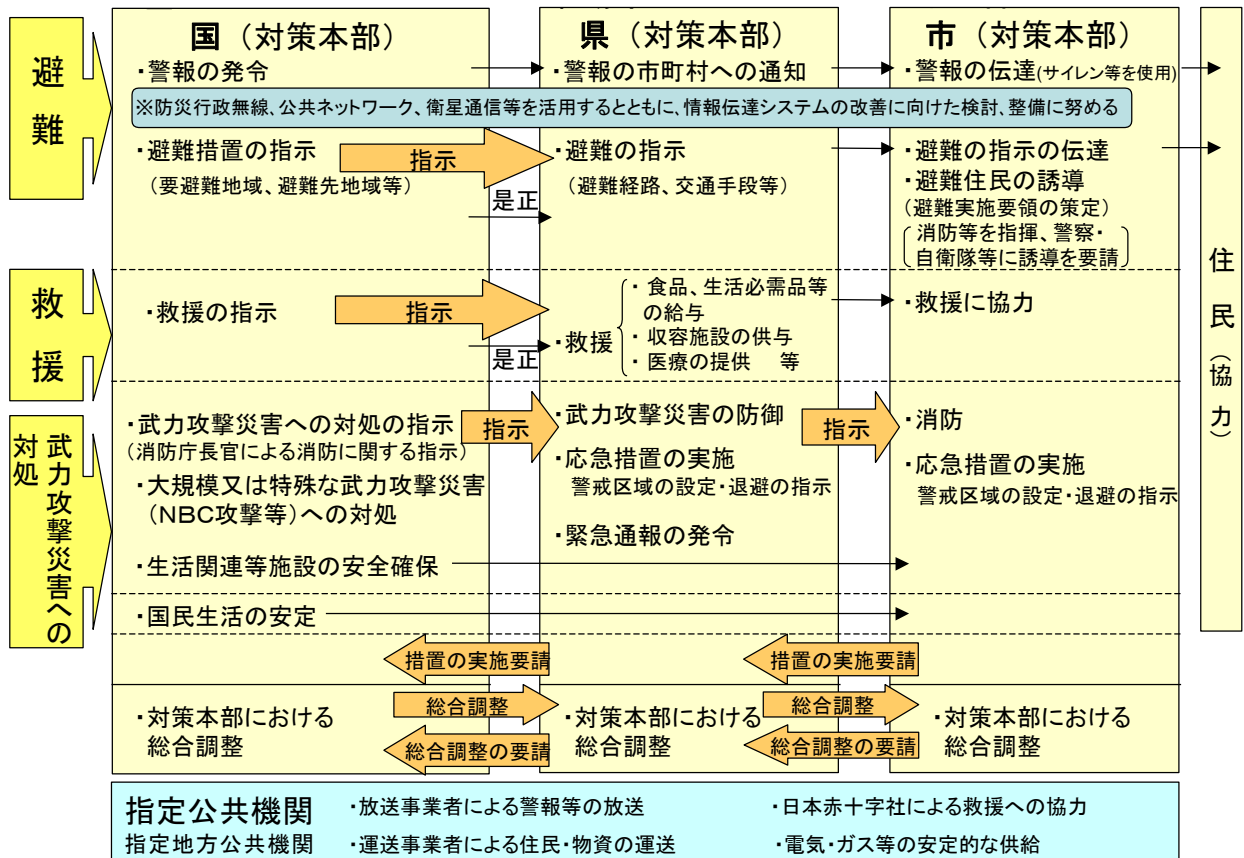 避難
国（対策本部）
県（対策本部）
市（対策本部）
・警報の発令
・警報の市町村への通知
・警報の伝達(サイレン等を使用)
※防災行政無線、公共ネットワーク、衛星通信等を活用するとともに、情報伝達システムの改善に向けた検討、整備に努める
・避難措置の指示
（要避難地域、避難先地域等）
指示
是正
・避難の指示
（避難経路、交通手段等）
・避難の指示の伝達
・避難住民の誘導
（避難実施要領の策定）
消防等を指揮、警察・
自衛隊等に誘導を要請
住民（協力）
救援
・救援の指示
指示
是正
・救援
・ 食品、生活必需品等
の給与
・ 収容施設の供与
・ 医療の提供　等
・救援に協力
武力攻撃災害への
対処
・武力攻撃災害への対処の指示
（消防庁長官による消防に関する指示）
・大規模又は特殊な武力攻撃災害
（ＮＢＣ攻撃等）への対処
指示
・武力攻撃災害の防御
・応急措置の実施
警戒区域の設定・退避の指示
・緊急通報の発令
指示
・消防
・応急措置の実施
警戒区域の設定・退避の指示
・生活関連等施設の安全確保
・国民生活の安定
措置の実施要請
措置の実施要請
・対策本部における
総合調整
総合調整
総合調整の要請
・対策本部における
総合調整
総合調整
総合調整の要請
・対策本部における
総合調整
指定公共機関
・放送事業者による警報等の放送
・日本赤十字社による救援への協力
指定地方公共機関
・運送事業者による住民・物資の運送
・電気・ガス等の安定的な供給